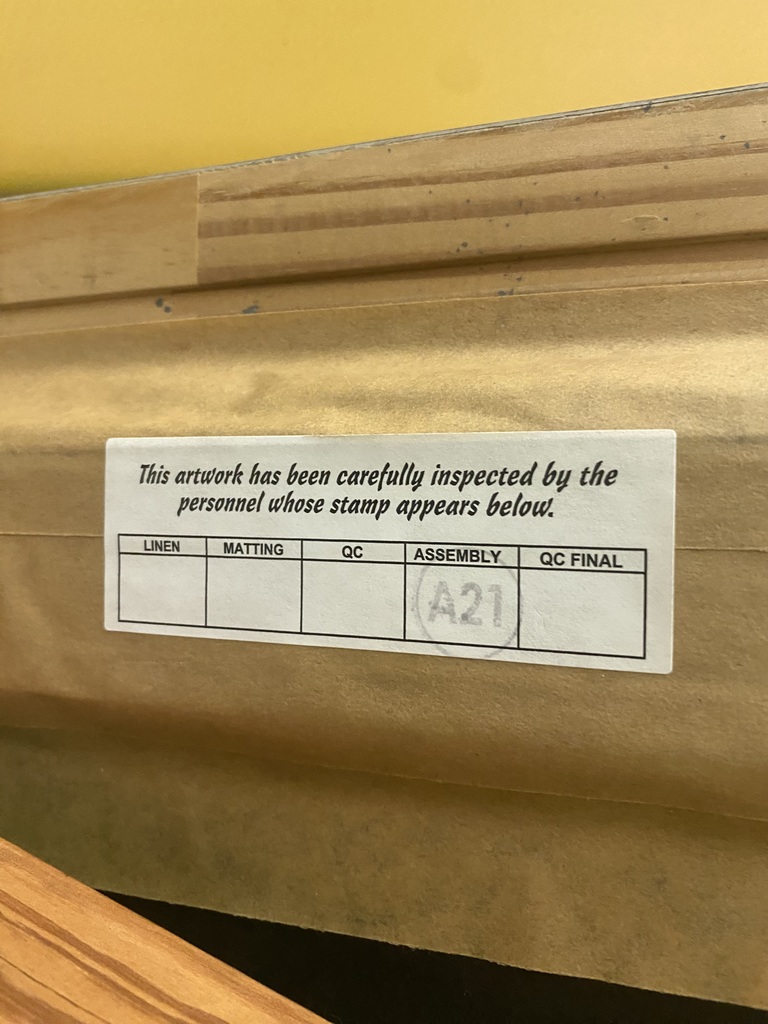 This artwork has been carefully inspected by the
personnel whose stamp appears below.
LINEN MATTING QC ASSEMBLY QC FINAL
A21